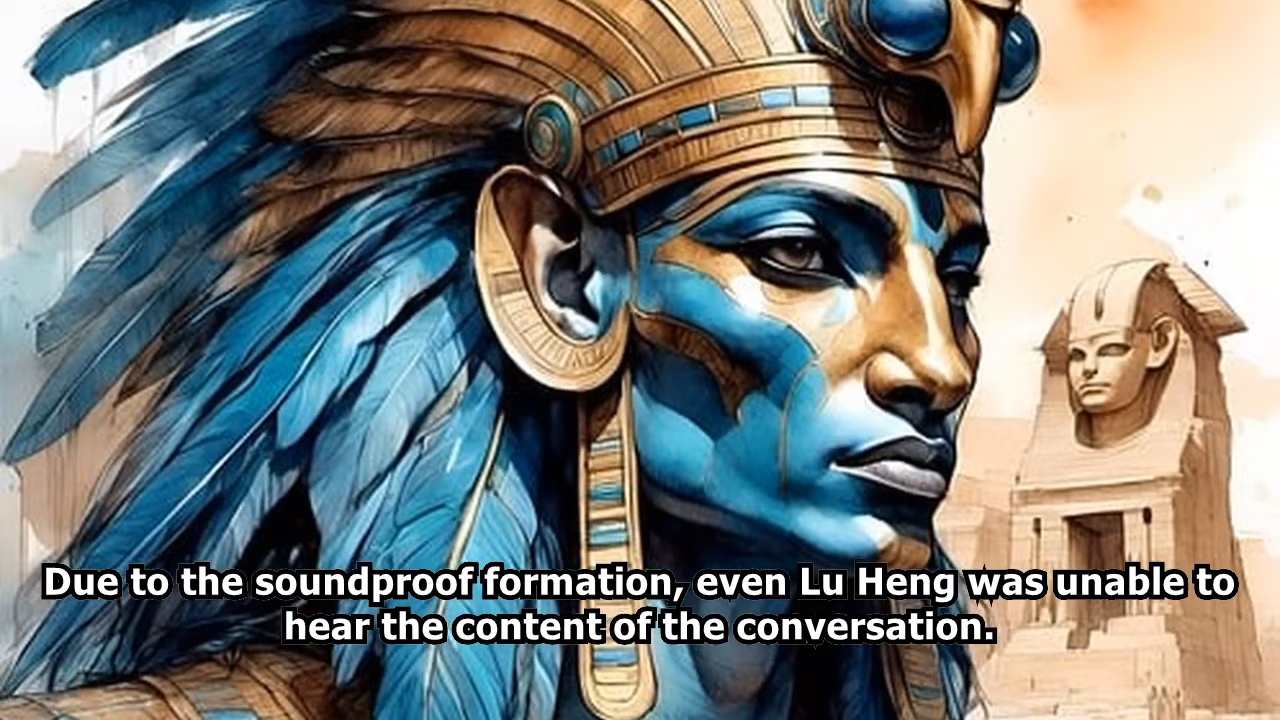 Due to the soundproof formation, even Lu Heng was unable to
hear the content of the conversation.